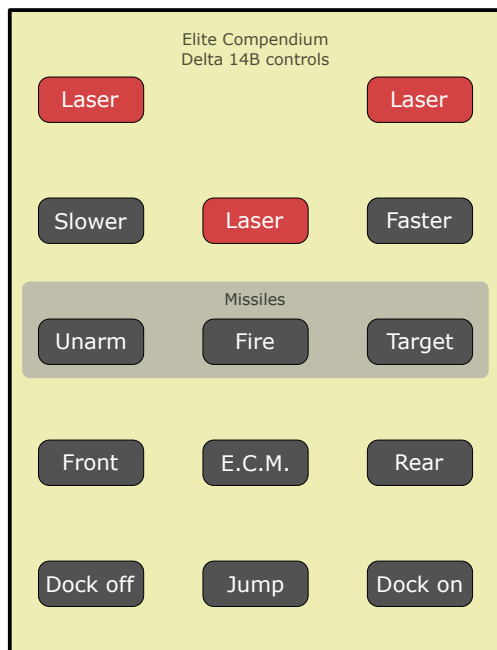 Elite Compendium
Delta 14B controls
Laser Laser
Slower Laser Faster
Missiles
Unarm Fire Target
Front E.C.M. Rear
Dock off Jump Dock on